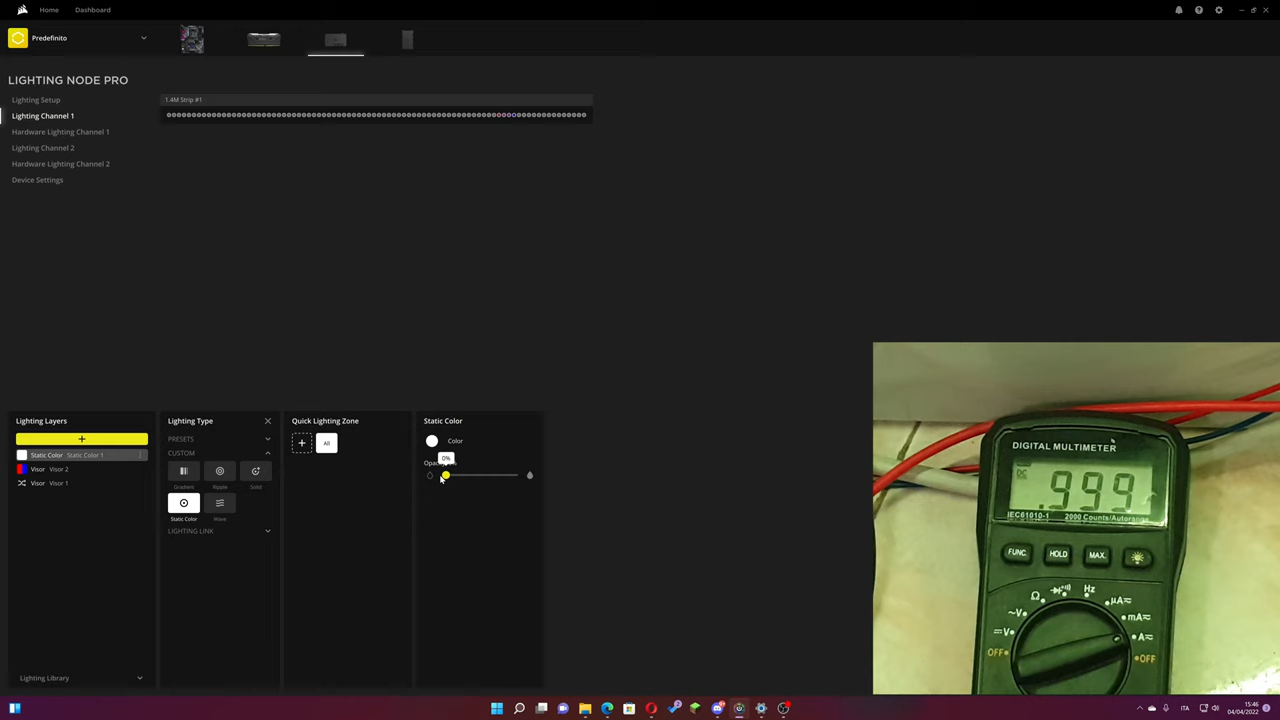 Home
Dashboard
Predefinito
LIGHTING NODE PRO
Lighting Setup
Lighting Channel 1
Hardware Lighting Channel 1
Lighting Channel 2
Hardware Lighting Channel 2
Device Settings
1.4M Strip #1
Lighting Layers
+
Static Color Static Color 1
Visor Visor 2
Visor Visor 1
Lighting Library
Lighting Type
PRESETS
CUSTOM
Gradient
Ripple
Solid
Static Color
Wave
LIGHTING LINK
Quick Lighting Zone
+
All
Static Color
Color
0%
DIGITAL MULTIMETER
DC
.999
IEC61010-1 2000 Counts/Autorange
FUNC.
HOLD
MAX.
Hz
Ω
µA
~V
mA
V
A
OFF
OFF
ITA
15:46
04/04/2022